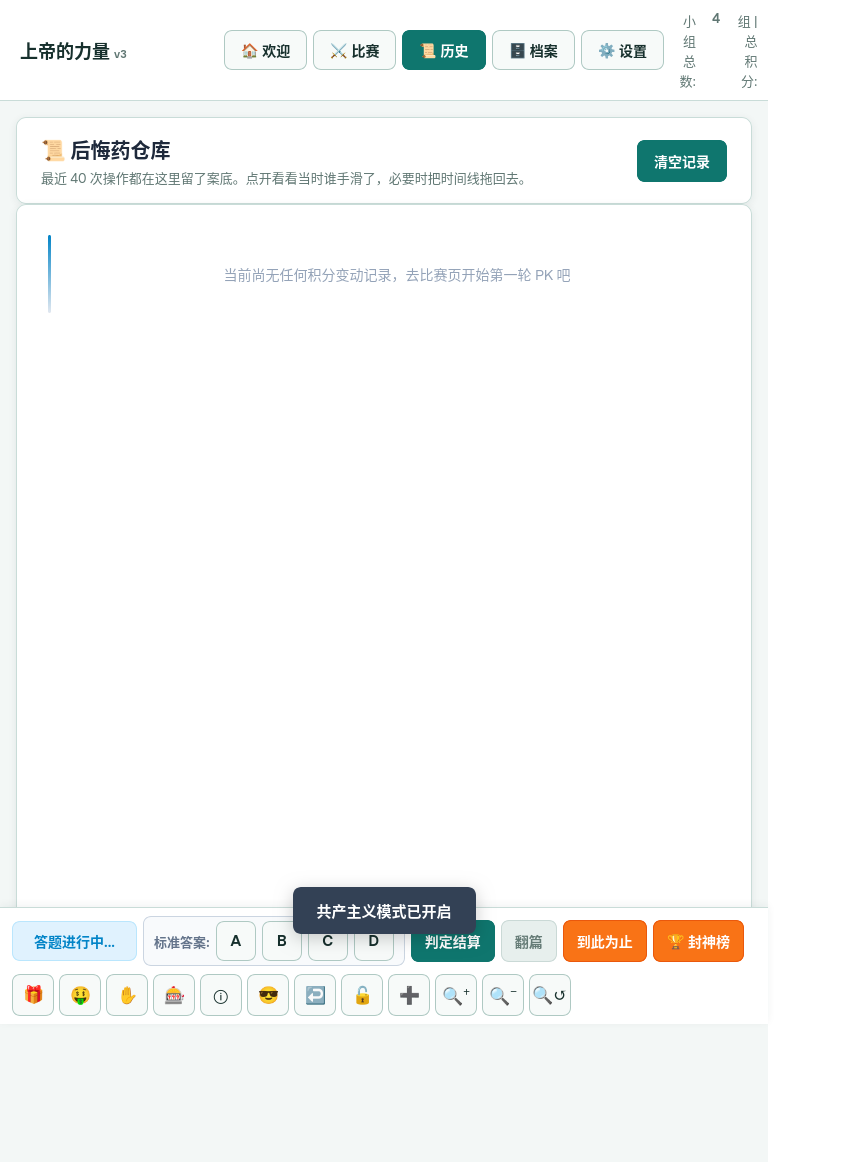 上帝的力量 v3
🏠 欢迎
⚔️ 比赛
📜 历史
🗄️ 档案
⚙️ 设置
小组总数:
4
组 | 总积分:
📜 后悔药仓库
最近 40 次操作都在这里留了案底。点开看看当时谁手滑了，必要时把时间线拖回去。
清空记录
当前尚无任何积分变动记录，去比赛页开始第一轮 PK 吧
共产主义模式已开启
答题进行中...
标准答案:
A
B
C
D
判定结算
翻篇
到此为止
🏆 封神榜